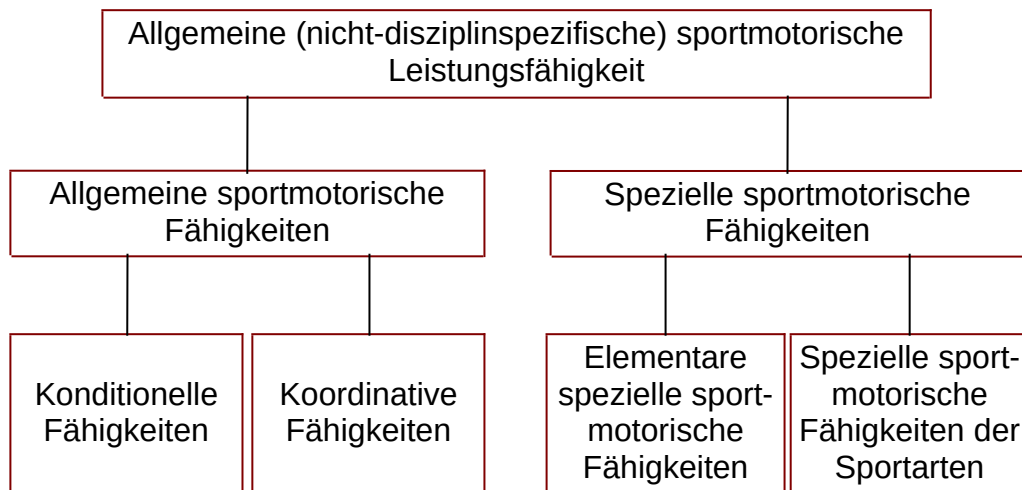 Allgemeine (nicht-disziplinspezifische) sportmotorische
Leistungsfähigkeit
Allgemeine sportmotorische
Fähigkeiten
Spezielle sportmotorische
Fähigkeiten
Konditionelle
Fähigkeiten
Koordinative
Fähigkeiten
Elementare
spezielle sport-
motorische
Fähigkeiten
Spezielle sport-
motorische
Fähigkeiten der
Sportarten